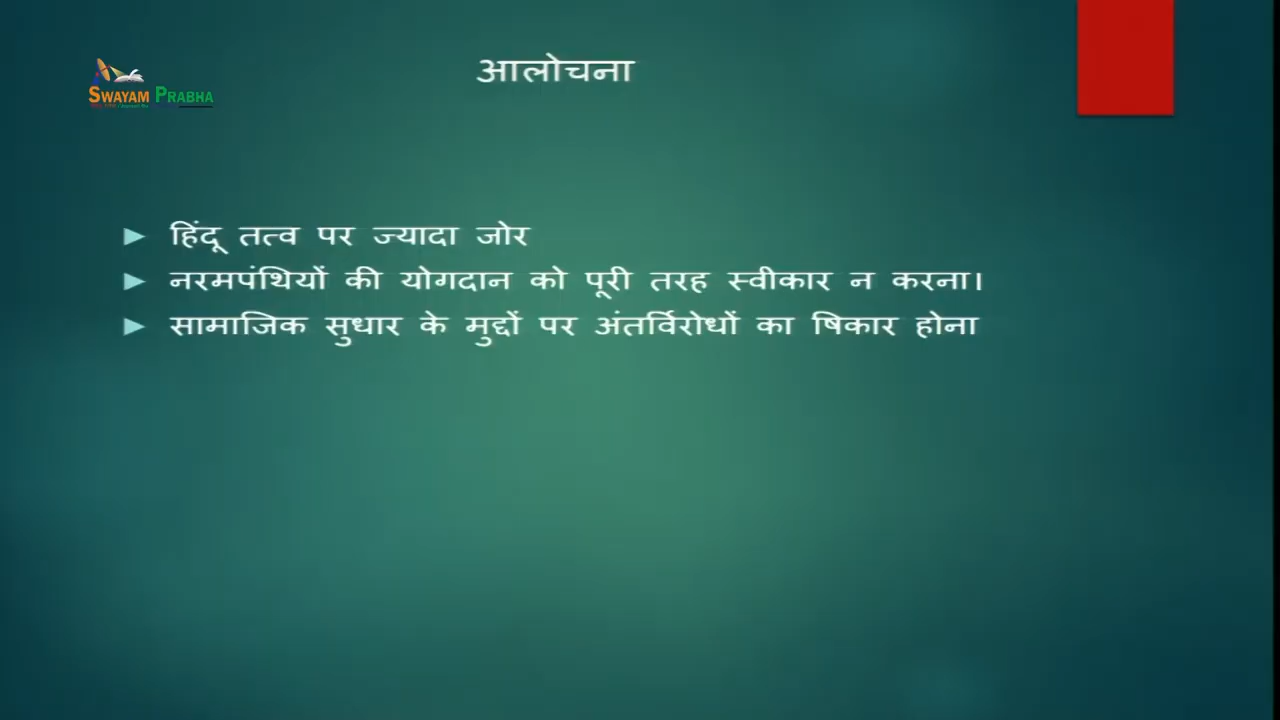 आलोचना
SWAYAM PRABHA
हिंदू तत्व पर ज्यादा जोर
नरमपंथियों की योगदान को पूरी तरह स्वीकार न करना।
सामाजिक सुधार के मुद्दों पर अंतर्विरोधों का षिकार होना